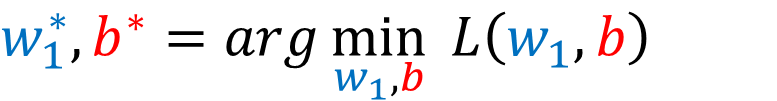 w₁*, b* = arg min L(w₁, b)
w₁,b